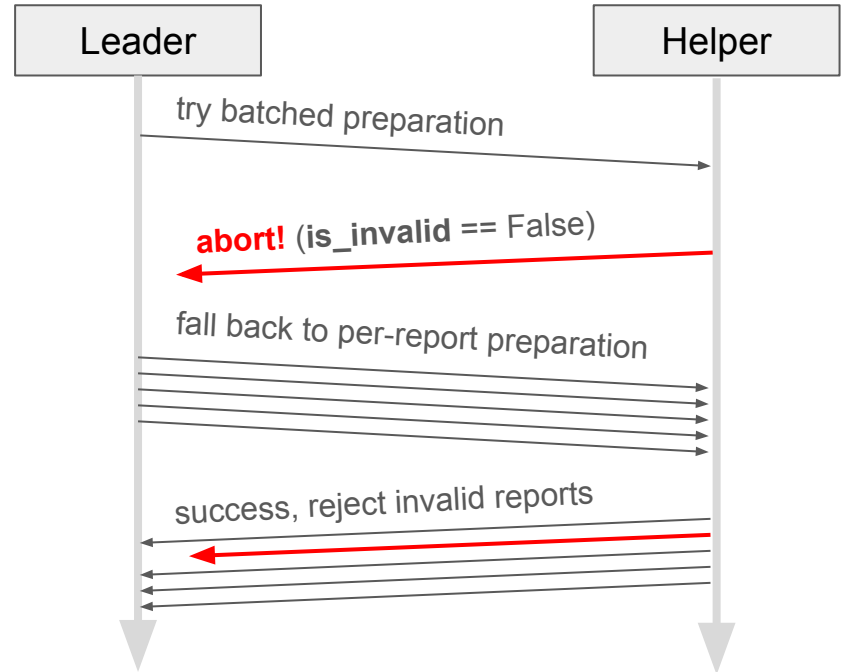 Leader
Helper
try batched preparation
abort! (is_invalid == False)
fall back to per-report preparation
success, reject invalid reports